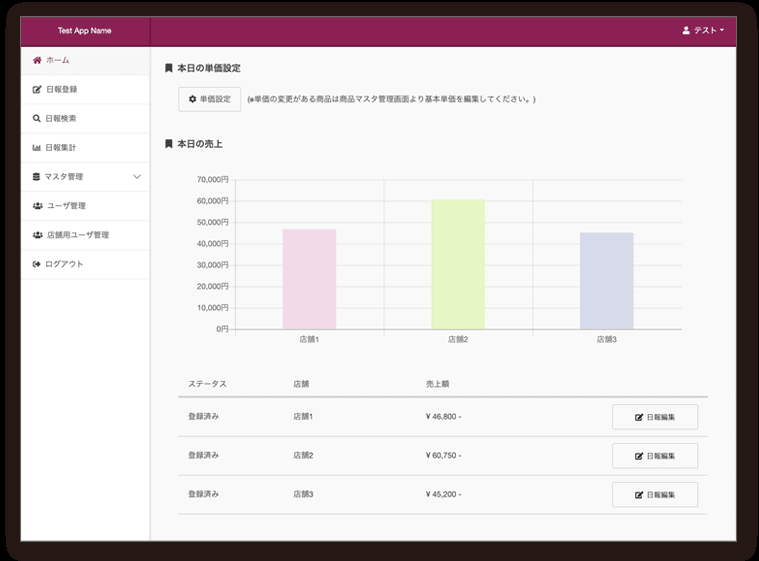 Test App Name
テスト
ホーム
日報登録
日報検索
日報集計
マスタ管理
ユーザ管理
店舗用ユーザ管理
ログアウト
本日の単価設定
単価設定 (※単価の変更がある商品は商品マスタ管理画面より基本単価を編集してください。)
本日の売上
70,000円
60,000円
50,000円
40,000円
30,000円
20,000円
10,000円
0円
店舗1 店舗2 店舗3
ステータス 店舗 売上額
登録済み 店舗1 ¥ 46,800 - 日報編集
登録済み 店舗2 ¥ 60,750 - 日報編集
登録済み 店舗3 ¥ 45,200 - 日報編集